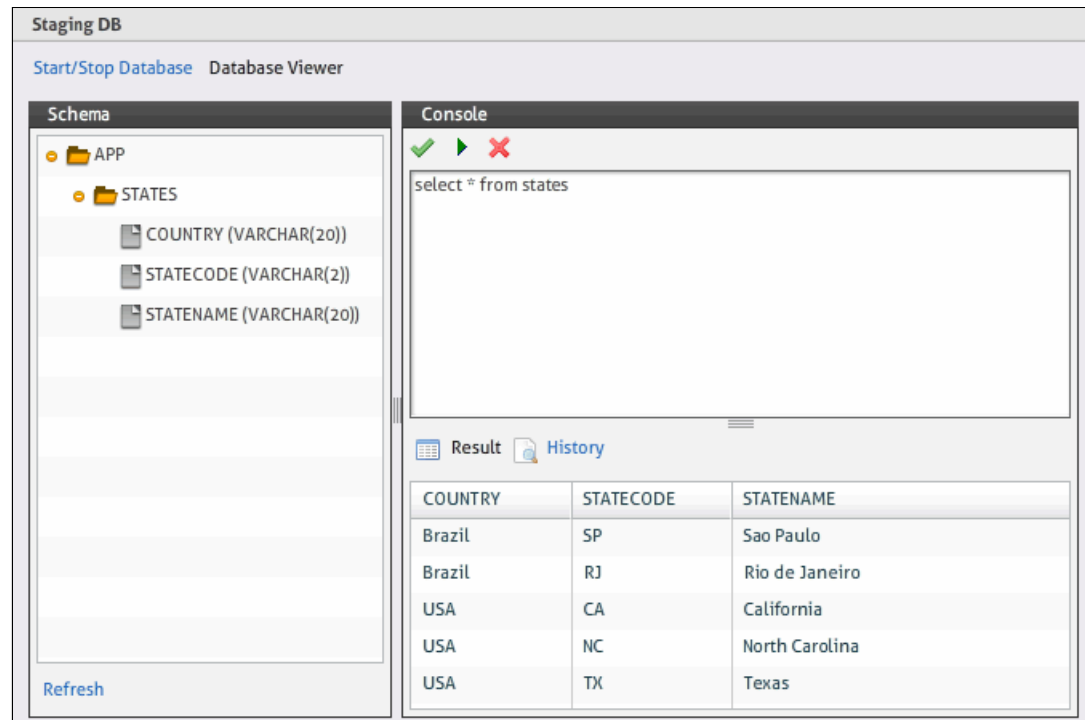 Staging DB
Start/Stop Database Database Viewer
Schema
APP
STATES
COUNTRY (VARCHAR(20))
STATECODE (VARCHAR(2))
STATENAME (VARCHAR(20))
Refresh
Console
select * from states
Result History
COUNTRY STATECODE STATENAME
Brazil SP Sao Paulo
Brazil RJ Rio de Janeiro
USA CA California
USA NC North Carolina
USA TX Texas